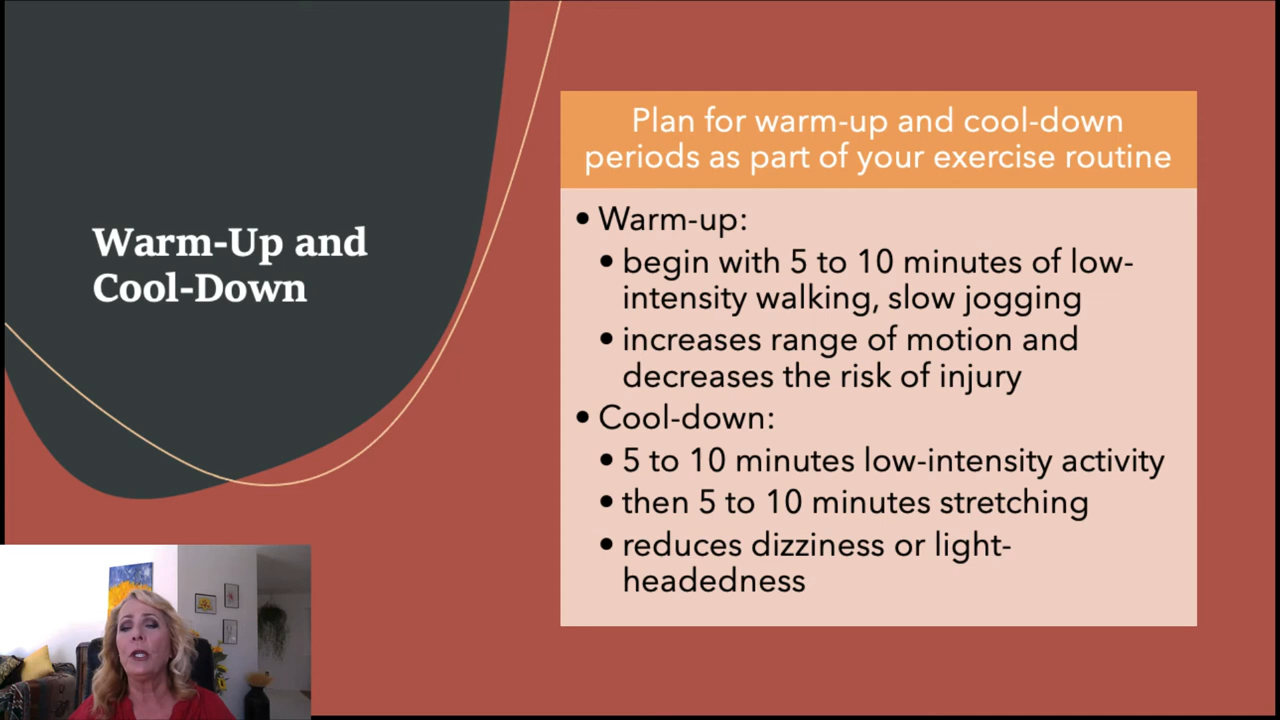 Warm-Up and
Cool-Down
Plan for warm-up and cool-down
periods as part of your exercise routine
• Warm-up:
• begin with 5 to 10 minutes of low-
intensity walking, slow jogging
• increases range of motion and
decreases the risk of injury
• Cool-down:
• 5 to 10 minutes low-intensity activity
• then 5 to 10 minutes stretching
• reduces dizziness or light-
headedness